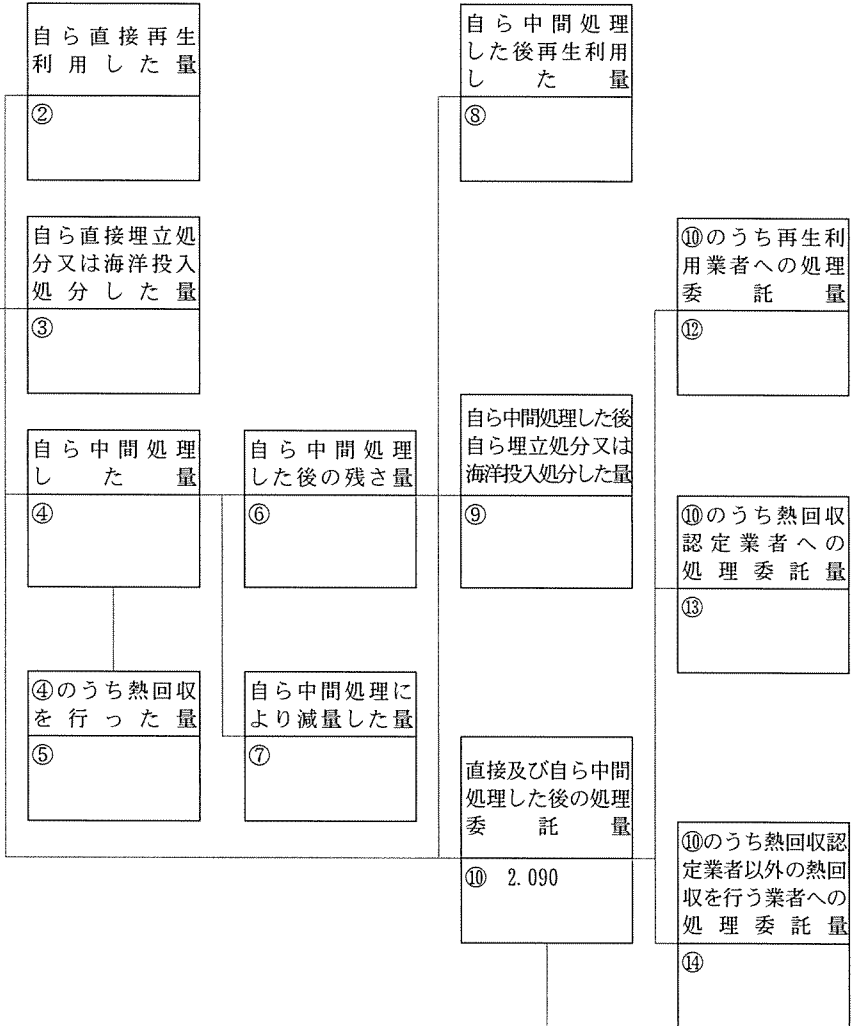 自ら直接再生
利用した量
②
自ら直接埋立処
分又は海洋投入
処分した量
③
自ら中間処理
した量
④
④のうち熱回収
を行った量
⑤
自ら中間処理
した後の残さ量
⑥
自ら中間処理に
より減量した量
⑦
自ら中間処理
した後再生利用
した量
⑧
自ら中間処理した後
自ら埋立処分又は
海洋投入処分した量
⑨
直接及び自ら中間
処理した後の処理
委託量
⑩ 2.090
⑩のうち再生利
用業者への処理
委託量
⑫
⑩のうち熱回収
認定業者への
処理委託量
⑬
⑩のうち熱回収認
定業者以外の熱回
収を行う業者への
処理委託量
⑭